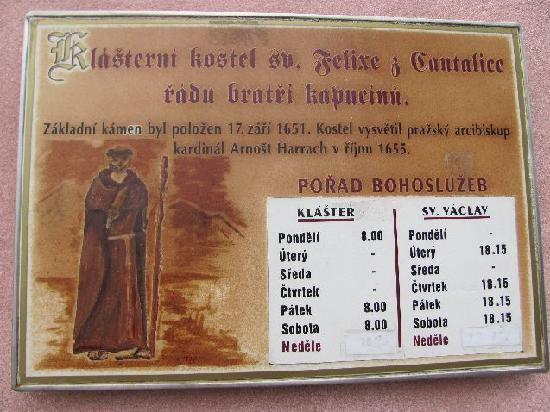 Klášterní kostel sv. Felixe z Cantalice
řádu bratří kapucínů.
Základní kámen byl položen 17. září 1651. Kostel vysvětil pražský arcibiskup
kardinál Arnošt Harrach v říjnu 1655.
POŘAD BOHOSLUŽEB
KLÁŠTER
Pondělí 8.00
Úterý -
Sředa -
Čtvrtek -
Pátek 8.00
Sobota 8.00
Neděle
SV. VÁCLAV
Pondělí -
Úterý 18.15
Sředa -
Čtvrtek 18.15
Pátek 18.15
Sobota 18.15
Neděle